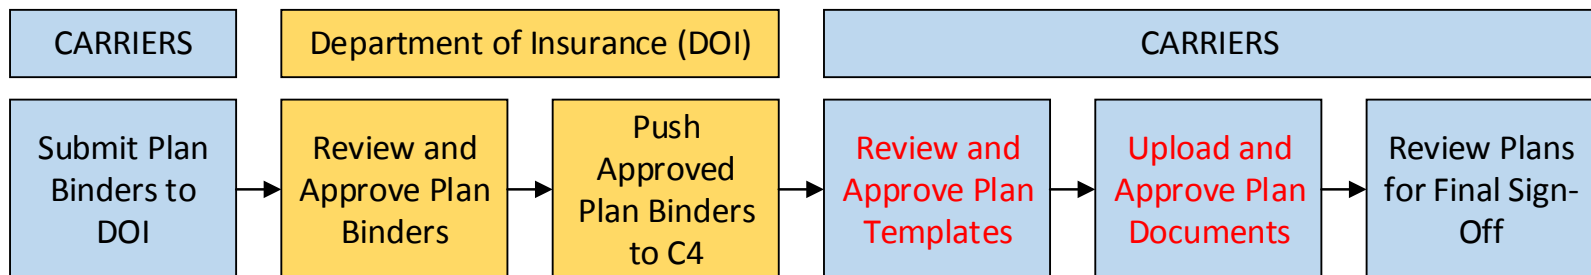 CARRIERS
Department of Insurance (DOI)
CARRIERS
Submit Plan
Binders to
DOI
Review and
Approve Plan
Binders
Push
Approved
Plan Binders
to C4
Review and
Approve Plan
Templates
Upload and
Approve Plan
Documents
Review Plans
for Final Sign-
Off